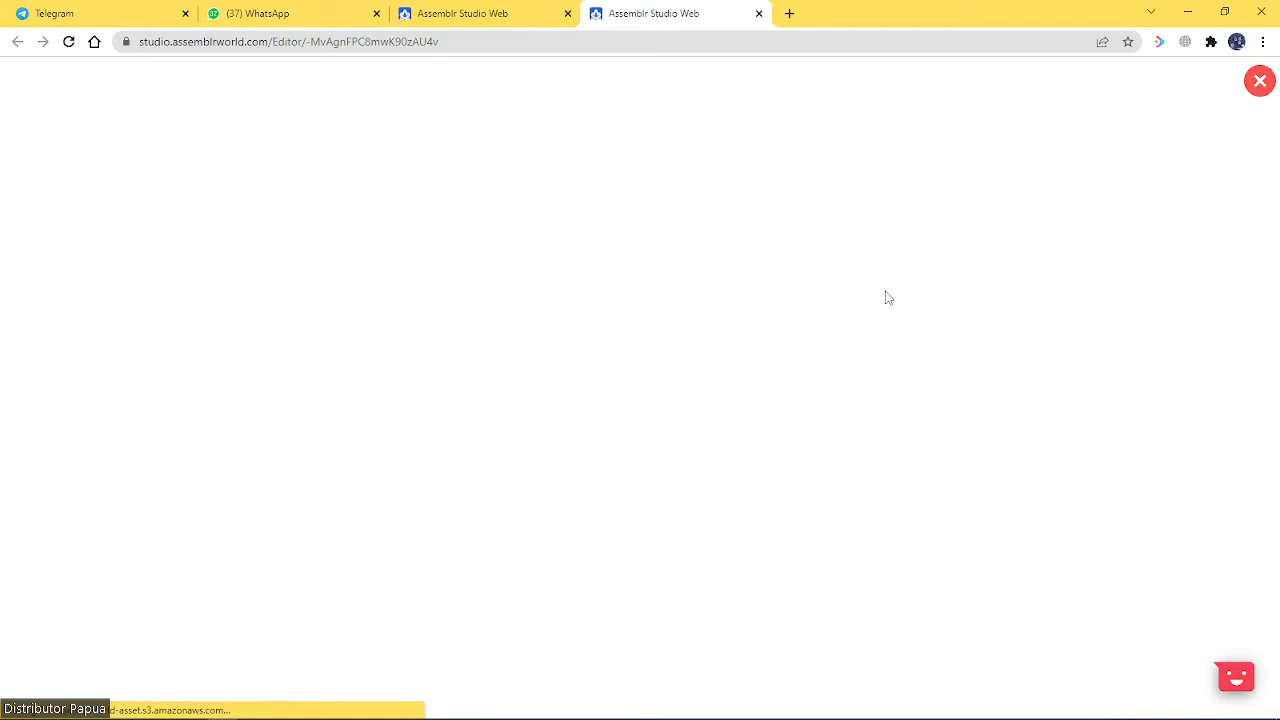 Telegram
37 (37) WhatsApp
Assemblr Studio Web
Assemblr Studio Web
studio.assemblrworld.com/Editor/-MvAgnFPC8mwK90zAU4v
Distributor Papua
d-asset.s3.amazonaws.com...